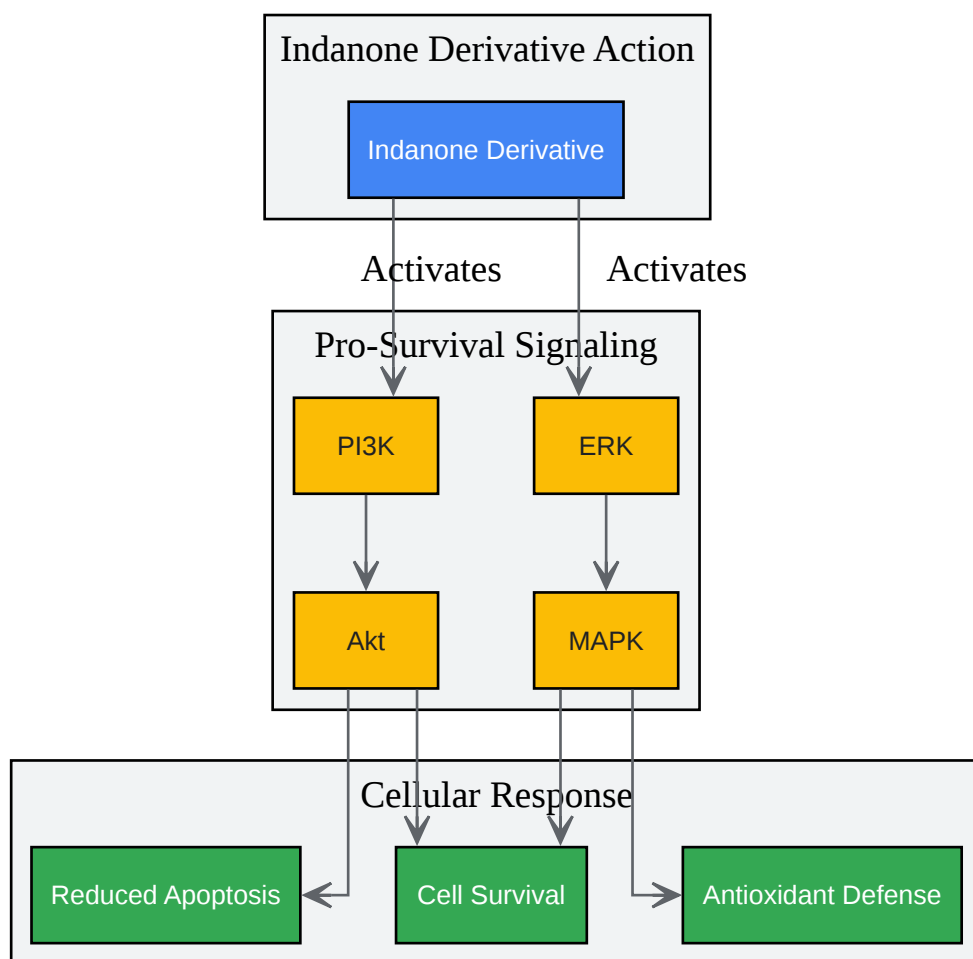 Indanone Derivative Action
Indanone Derivative
Activates
Activates
Pro-Survival Signaling
PI3K
ERK
Akt
MAPK
Cellular Response
Reduced Apoptosis
Cell Survival
Antioxidant Defense